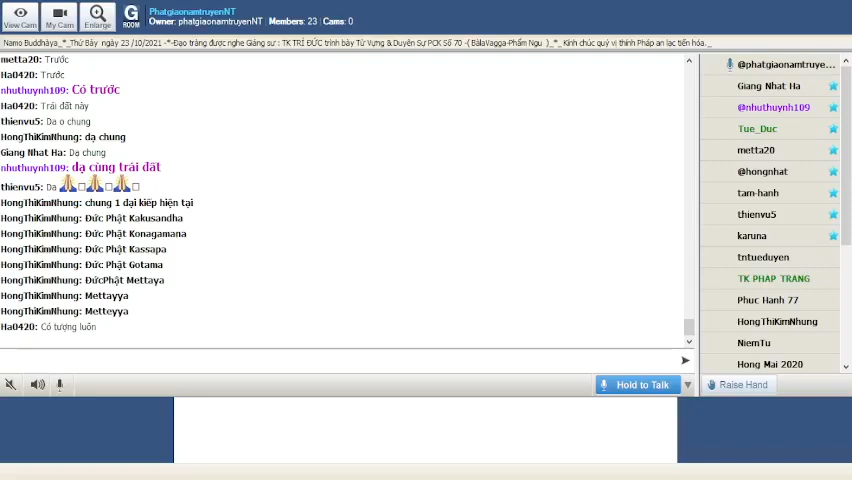 View Cam
My Cam
Enlarge
G
ROOM
PhatgiaonamtruyenNT
Owner: phatgiaonamtruyenNT Members: 23 / Cams: 0
Namo Buddhàya_*_Thứ Bảy ngày 23 /10/2021 -*-Đạo tràng được nghe Giảng sư : TK TRÍ ĐỨC trình bày Từ Vựng & Duyên Sự PCK Số 70 -( BālaVagga-Phẩm Ngu )_*_ Kính chúc quý vị thính Pháp an lạc tiến hóa._
metta20: Trước
Ha0420: Trước
nhuthuynh109: Có trước
Ha0420: Trái đất này
thienvu5: Da o chung
HongThiKimNhung: dạ chung
Giang Nhat Ha: Dạ chung
nhuthuynh109: dạ cùng trái đất
thienvu5: Da
HongThiKimNhung: chung 1 đại kiếp hiện tại
HongThiKimNhung: Đức Phật Kakusandha
HongThiKimNhung: Đức Phật Konagamana
HongThiKimNhung: Đức Phật Kassapa
HongThiKimNhung: Đức Phật Gotama
HongThiKimNhung: ĐứcPhật Mettaya
HongThiKimNhung: Mettayya
HongThiKimNhung: Metteyya
Ha0420: Có tượng luôn
Hold to Talk
@phatgiaonamtruye...
Giang Nhat Ha
@nhuthuynh109
Tue_Duc
metta20
@hongnhat
tam-hanh
thienvu5
karuna
tntueduyen
TK PHAP TRANG
Phuc Hanh 77
HongThiKimNhung
NiemTu
Hong Mai 2020
Raise Hand